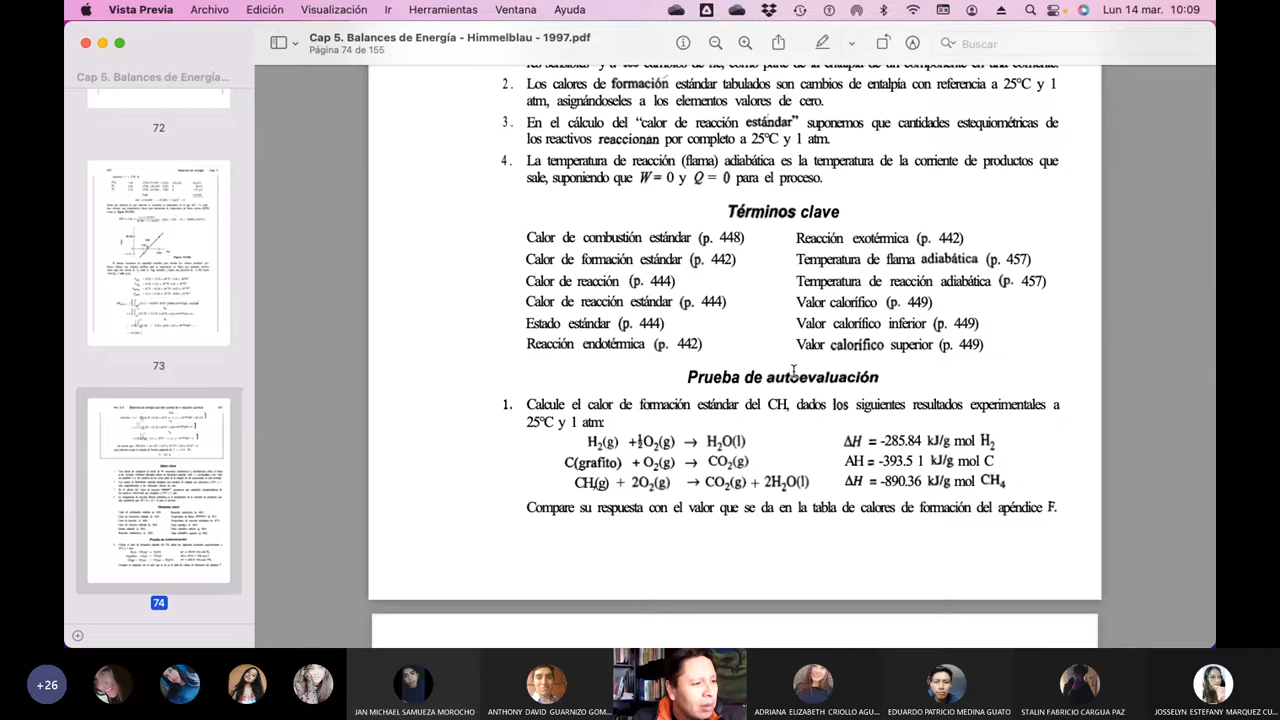 Vista Previa Archivo Edición Visualización Ir Herramientas Ventana Ayuda Lun 14 mar. 10:09
Cap 5. Balances de Energía - Himmelblau - 1997.pdf
Página 74 de 155
Buscar
Cap 5. Balances de Energía...
72
73
74
2. Los calores de formación estándar tabulados son cambios de entalpía con referencia a 25°C y 1
atm, asignándoseles a los elementos valores de cero.
3. En el cálculo del “calor de reacción estándar” suponemos que cantidades estequiométricas de
los reactivos reaccionan por completo a 25°C y 1 atm.
4. La temperatura de reacción (flama) adiabática es la temperatura de la corriente de productos que
sale, suponiendo que W = 0 y Q = 0 para el proceso.
Términos clave
Calor de combustión estándar (p. 448) Reacción exotérmica (p. 442)
Calor de formación estándar (p. 442) Temperatura de flama adiabática (p. 457)
Calor de reacción (p. 444) Temperatura de reacción adiabática (p. 457)
Calor de reacción estándar (p. 444) Valor calorífico (p. 449)
Estado estándar (p. 444) Valor calorífico inferior (p. 449)
Reacción endotérmica (p. 442) Valor calorífico superior (p. 449)
Prueba de autoevaluación
1. Calcule el calor de formación estándar del CH, dados los siguientes resultados experimentales a
25°C y 1 atm:
H₂(g) +½O₂(g) → H₂O(l) ΔH = -285.84 kJ/g mol H₂
C(grafito) + O₂(g) → CO₂(g) AH = -393.5 1 kJ/g mol C
CH(g) + 2O₂(g) → CO₂(g) + 2H₂O(l) ΔH = -890.36 kJ/g mol CH₄
Compare su respuesta con el valor que se da en la tabla de calores de formación del apéndice F.
+26
JAN MICHAEL SAMUEZA MOROCHO
ANTHONY DAVID GUARNIZO GOM...
ADRIANA ELIZABETH CRIOLLO AGU...
EDUARDO PATRICIO MEDINA GUATO
STALIN FABRICIO CARGUA PAZ
JOSSELYN ESTEFANY MARQUEZ CU...